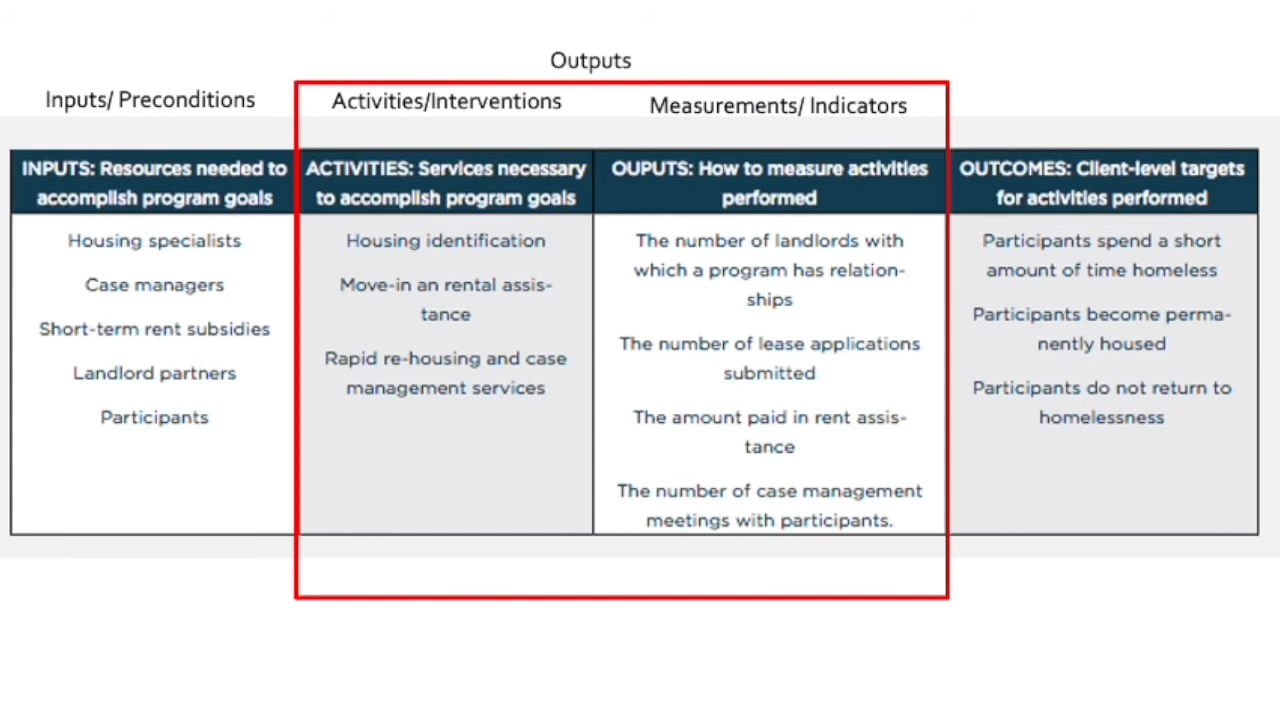 Outputs
Inputs/ Preconditions
Activities/Interventions
Measurements/ Indicators
INPUTS: Resources needed to
accomplish program goals
Housing specialists
Case managers
Short-term rent subsidies
Landlord partners
Participants
ACTIVITIES: Services necessary
to accomplish program goals
Housing identification
Move-in an rental assis-
tance
Rapid re-housing and case
management services
OUPUTS: How to measure activities
performed
The number of landlords with
which a program has relation-
ships
The number of lease applications
submitted
The amount paid in rent assis-
tance
The number of case management
meetings with participants.
OUTCOMES: Client-level targets
for activities performed
Participants spend a short
amount of time homeless
Participants become perma-
nently housed
Participants do not return to
homelessness